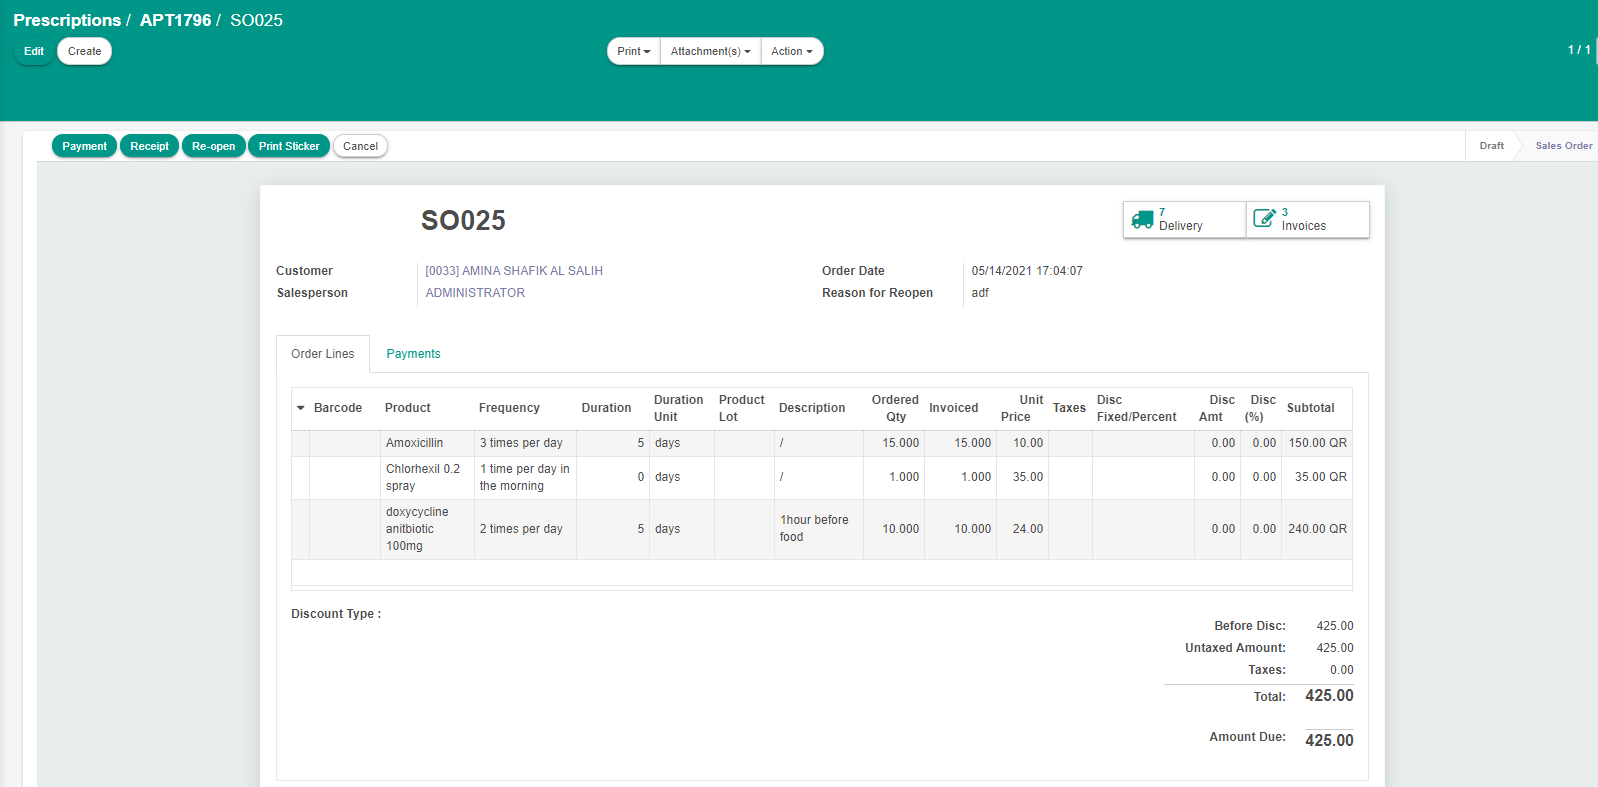 Prescriptions / APT1796 / SO025
Edit Create Print Attachment(s) Action 1 / 1
Payment Receipt Re-open Print Sticker Cancel Draft Sales Order
SO025
7 Delivery
3 Invoices
Customer [0033] AMINA SHAFIK AL SALIH
Salesperson ADMINISTRATOR
Order Date 05/14/2021 17:04:07
Reason for Reopen adf
Order Lines Payments
Barcode Product Frequency Duration Duration Unit Product Lot Description Ordered Qty Invoiced Unit Price Taxes Disc Fixed/Percent Disc Amt Disc (%) Subtotal
Amoxicillin 3 times per day 5 days / 15.000 15.000 10.00 0.00 0.00 150.00 QR
Chlorhexil 0.2 spray 1 time per day in the morning 0 days / 1.000 1.000 35.00 0.00 0.00 35.00 QR
doxycycline anitbiotic 100mg 2 times per day 5 days 1hour before food 10.000 10.000 24.00 0.00 0.00 240.00 QR
Discount Type :
Before Disc: 425.00
Untaxed Amount: 425.00
Taxes: 0.00
Total: 425.00
Amount Due: 425.00